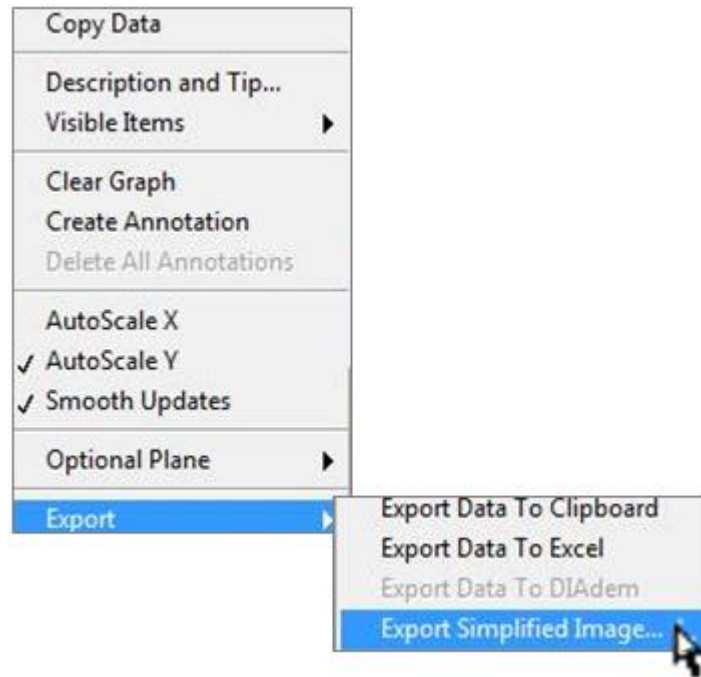 Copy Data
Description and Tip...
Visible Items
Clear Graph
Create Annotation
Delete All Annotations
AutoScale X
AutoScale Y
Smooth Updates
Optional Plane
Export
Export Data To Clipboard
Export Data To Excel
Export Data To DIAdem
Export Simplified Image...